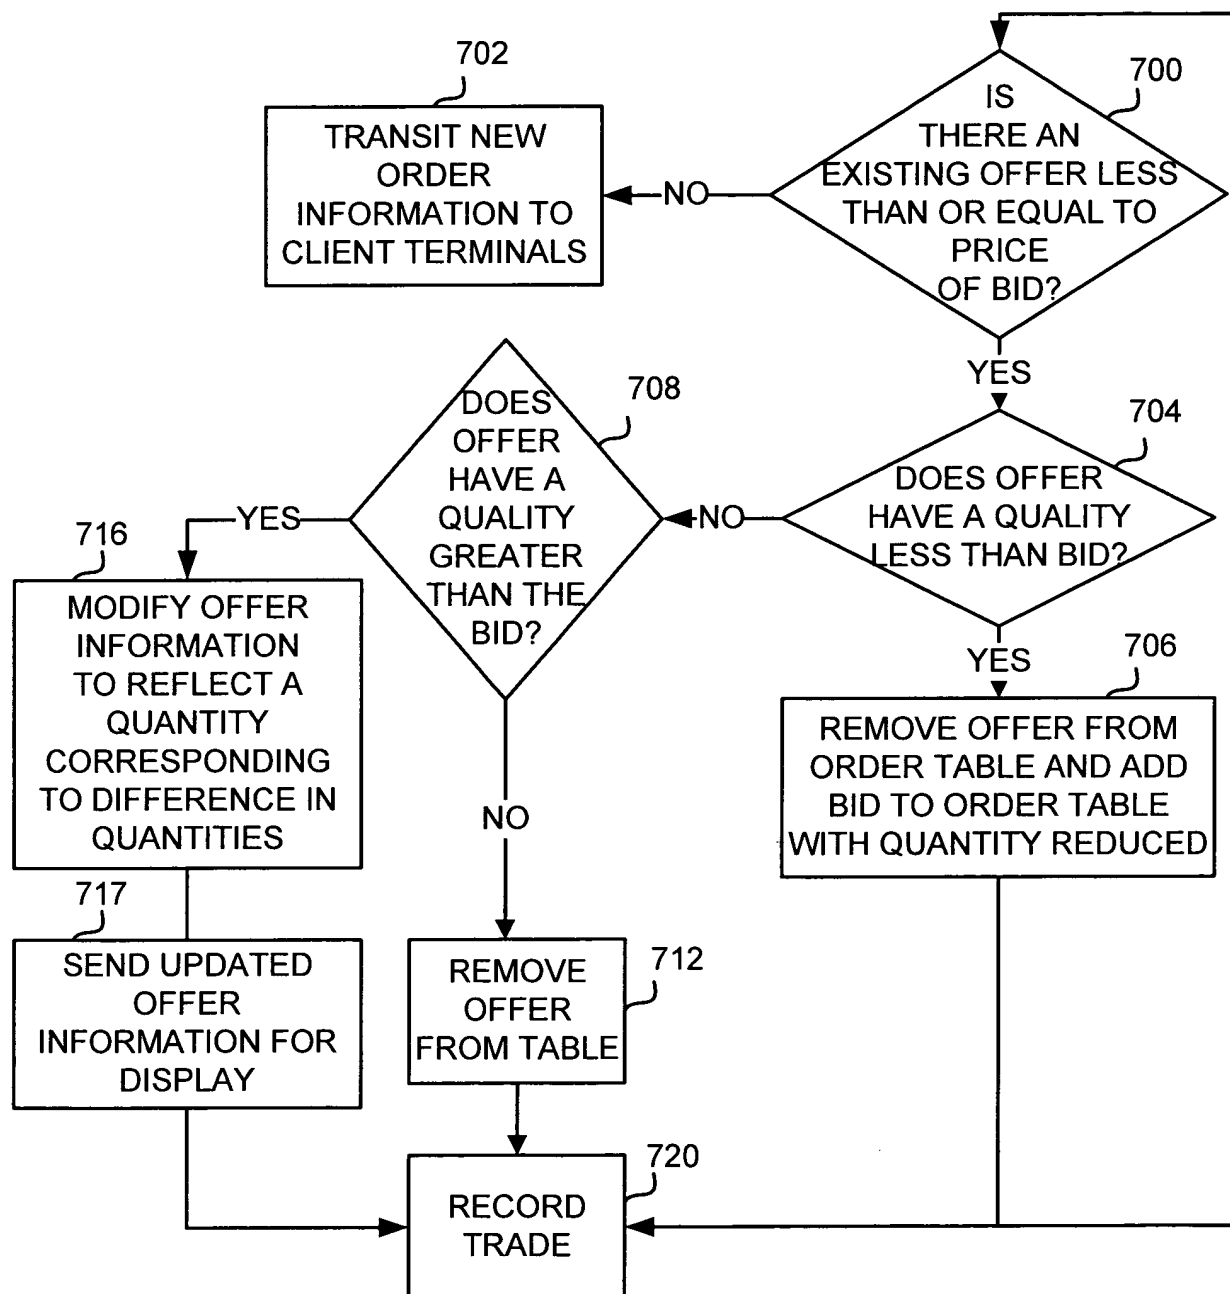 702
TRANSIT NEW
ORDER
INFORMATION TO
CLIENT TERMINALS
NO
700
IS
THERE AN
EXISTING OFFER LESS
THAN OR EQUAL TO
PRICE
OF BID?
YES
704
DOES OFFER
HAVE A QUALITY
LESS THAN BID?
NO
708
DOES
OFFER
HAVE A
QUALITY
GREATER
THAN THE
BID?
YES
716
MODIFY OFFER
INFORMATION
TO REFLECT A
QUANTITY
CORRESPONDING
TO DIFFERENCE IN
QUANTITIES
YES
706
REMOVE OFFER FROM
ORDER TABLE AND ADD
BID TO ORDER TABLE
WITH QUANTITY REDUCED
NO
717
SEND UPDATED
OFFER
INFORMATION FOR
DISPLAY
712
REMOVE
OFFER
FROM TABLE
720
RECORD
TRADE